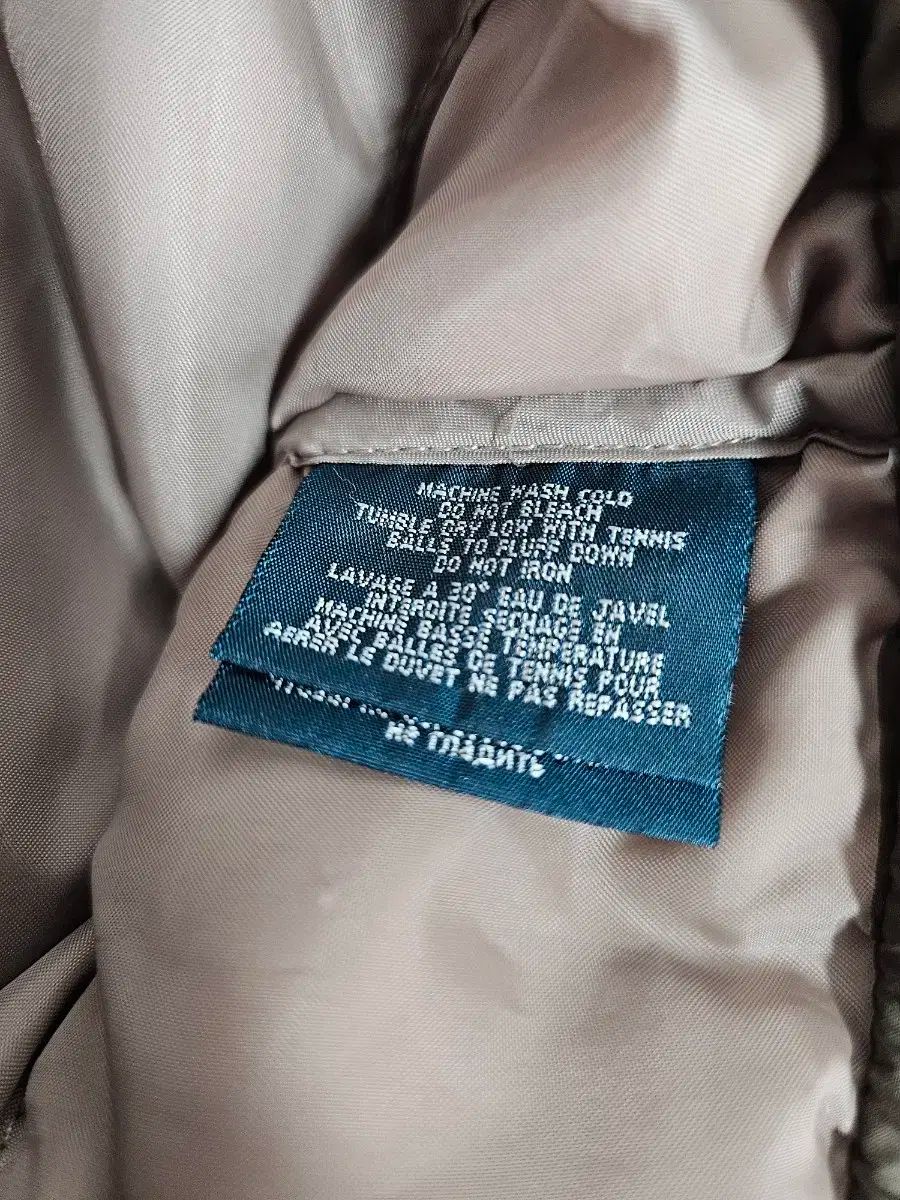 MACHINE WASH COLD
DO NOT BLEACH
TUMBLE DRY LOW WITH TENNIS
BALLS TO FLUFF DOWN
DO NOT IRON
LAVAGE A 30° EAU DE JAVEL
INTERDITE, SECHAGE EN
MACHINE BASSE TEMPERATURE
AVEC BALLES DE TENNIS POUR
AERER LE DUVET NE PAS REPASSER
НЕ ГЛАДИТЬ